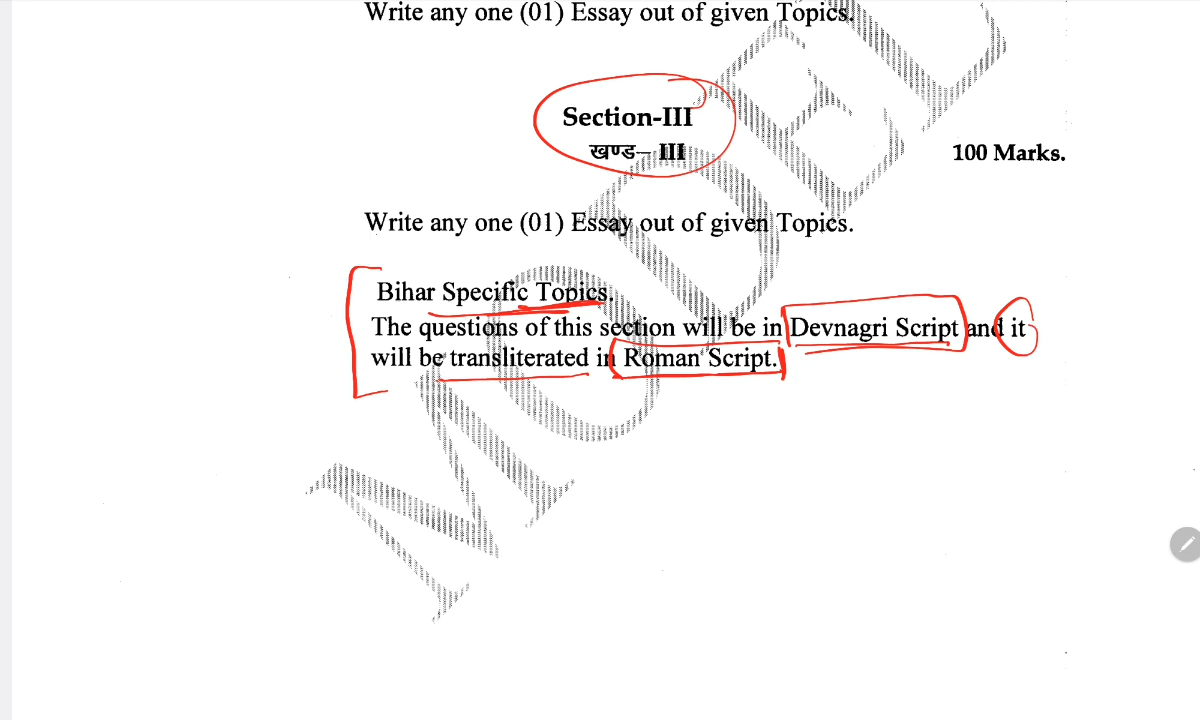 Write any one (01) Essay out of given Topics.
Section-III
खण्ड– III
100 Marks.
Write any one (01) Essay out of given Topics.
Bihar Specific Topics.
The questions of this section will be in Devnagri Script and it
will be transliterated in Roman Script.
MODEL